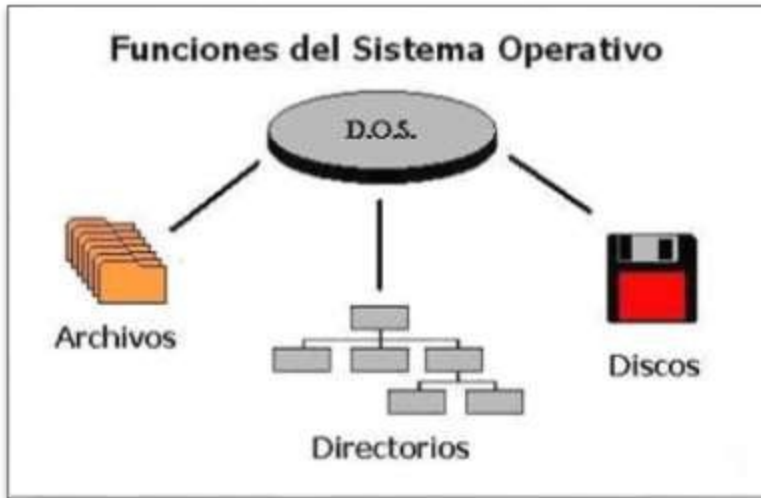 Funciones del Sistema Operativo
D.O.S.
Archivos
Directorios
Discos